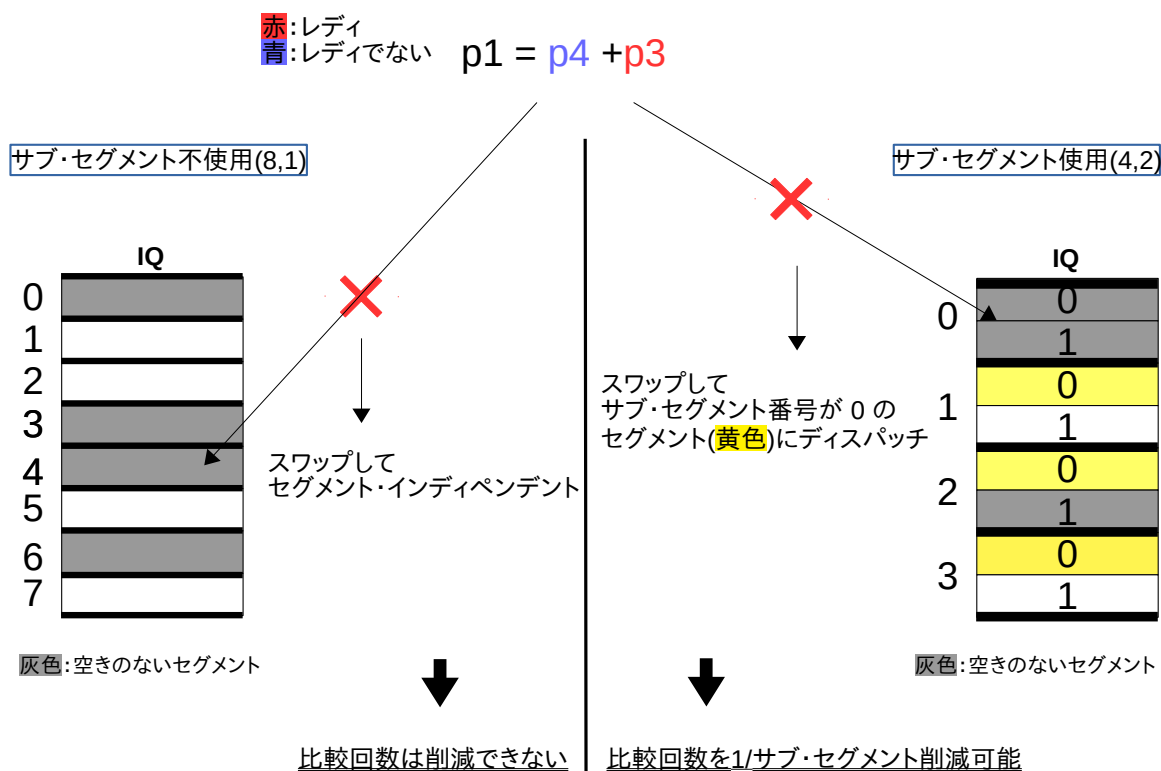 赤:レディ
青:レディでない
p1 = p4 +p3
サブ・セグメント不使用(8,1)
IQ
0
1
2
3
4
5
6
7
スワップして
セグメント・インディペンデント
灰色:空きのないセグメント
比較回数は削減できない
サブ・セグメント使用(4,2)
IQ
0
0
1
1
0
1
2
0
1
3
0
1
スワップして
サブ・セグメント番号が 0 の
セグメント(黄色)にディスパッチ
灰色:空きのないセグメント
比較回数を1/サブ・セグメント削減可能